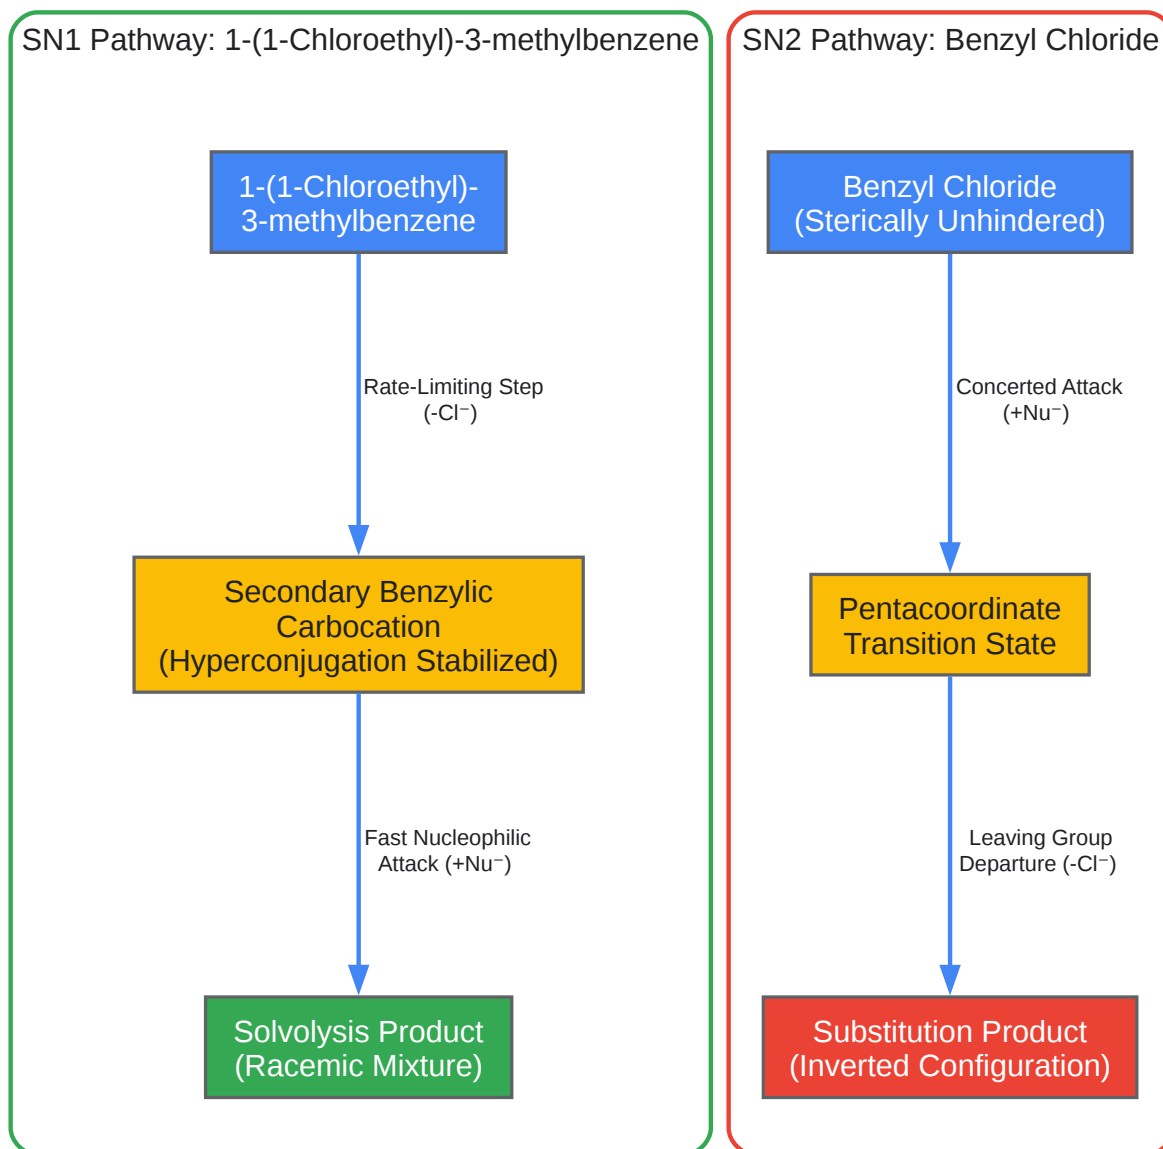 SN1 Pathway: 1-(1-Chloroethyl)-3-methylbenzene
1-(1-Chloroethyl)-
3-methylbenzene
Rate-Limiting Step
(-Cl⁻)
Secondary Benzylic
Carbocation
(Hyperconjugation Stabilized)
Fast Nucleophilic
Attack (+Nu⁻)
Solvolysis Product
(Racemic Mixture)
SN2 Pathway: Benzyl Chloride
Benzyl Chloride
(Sterically Unhindered)
Concerted Attack
(+Nu⁻)
Pentacoordinate
Transition State
Leaving Group
Departure (-Cl⁻)
Substitution Product
(Inverted Configuration)